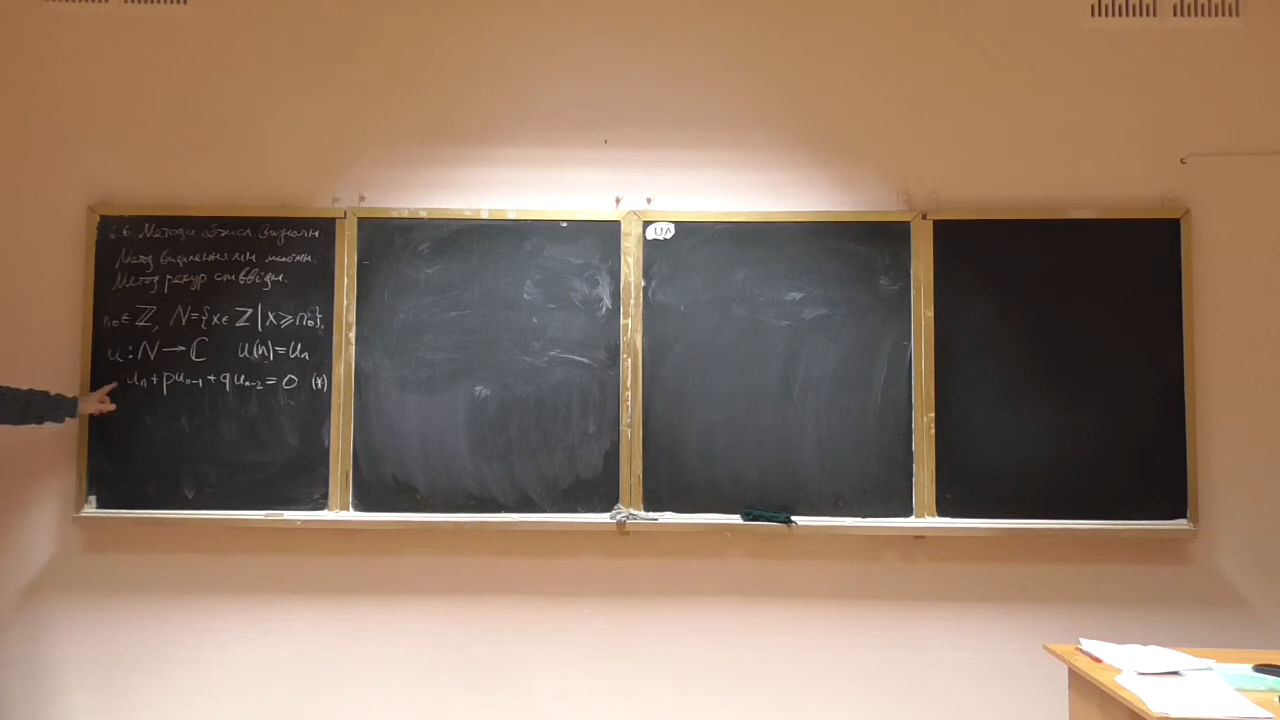 6.6. Методи обчисл. визначн.
Метод виділення лін. множн.
Метод рекур. співвідн.
n₀ ∈ ℤ, N={x∈ ℤ | x⩾n₀}.
u : N → ℂ u(n)=uₙ
uₙ + puₙ₋₁ + quₙ₋₂ = 0 (*)
UA